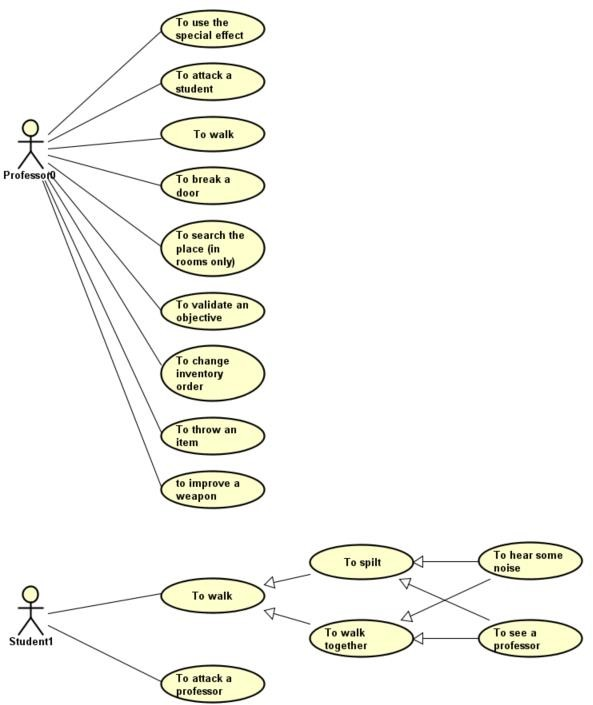 To use the
special effect
To attack a
student
To walk
Professor0
To break a
door
To search the
place (in
rooms only)
To validate an
objective
To change
inventory
order
To throw an
item
to improve a
weapon
To spilt
To hear some
noise
To walk
Student1
To walk
together
To see a
professor
To attack a
professor